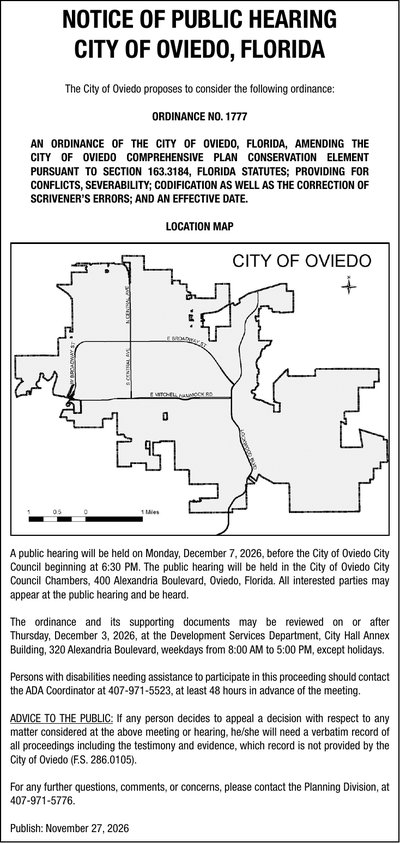 NOTICE OF PUBLIC HEARING
CITY OF OVIEDO, FLORIDA
The City of Oviedo proposes to consider the following ordinance:
ORDINANCE NO. 1777
AN ORDINANCE OF THE CITY OF OVIEDO, FLORIDA, AMENDING THE
CITY OF OVIEDO COMPREHENSIVE PLAN CONSERVATION ELEMENT
PURSUANT TO SECTION 163.3184, FLORIDA STATUTES; PROVIDING FOR
CONFLICTS, SEVERABILITY; CODIFICATION AS WELL AS THE CORRECTION OF
SCRIVENER'S ERRORS; AND AN EFFECTIVE DATE.
LOCATION MAP
CITY OF OVIEDO
N
N CENTRAL AVE
E BROADWAY ST
W BROADWAY ST
S CENTRAL AVE
E MITCHELL HAMMOCK RD
LOCKWOOD BLVD
1 0.5 0 1 Miles
A public hearing will be held on Monday, December 7, 2026, before the City of Oviedo City
Council beginning at 6:30 PM. The public hearing will be held in the City of Oviedo City
Council Chambers, 400 Alexandria Boulevard, Oviedo, Florida. All interested parties may
appear at the public hearing and be heard.
The ordinance and its supporting documents may be reviewed on or after
Thursday, December 3, 2026, at the Development Services Department, City Hall Annex
Building, 320 Alexandria Boulevard, weekdays from 8:00 AM to 5:00 PM, except holidays.
Persons with disabilities needing assistance to participate in this proceeding should contact
the ADA Coordinator at 407-971-5523, at least 48 hours in advance of the meeting.
ADVICE TO THE PUBLIC: If any person decides to appeal a decision with respect to any
matter considered at the above meeting or hearing, he/she will need a verbatim record of
all proceedings including the testimony and evidence, which record is not provided by the
City of Oviedo (F.S. 286.0105).
For any further questions, comments, or concerns, please contact the Planning Division, at
407-971-5776.
Publish: November 27, 2026